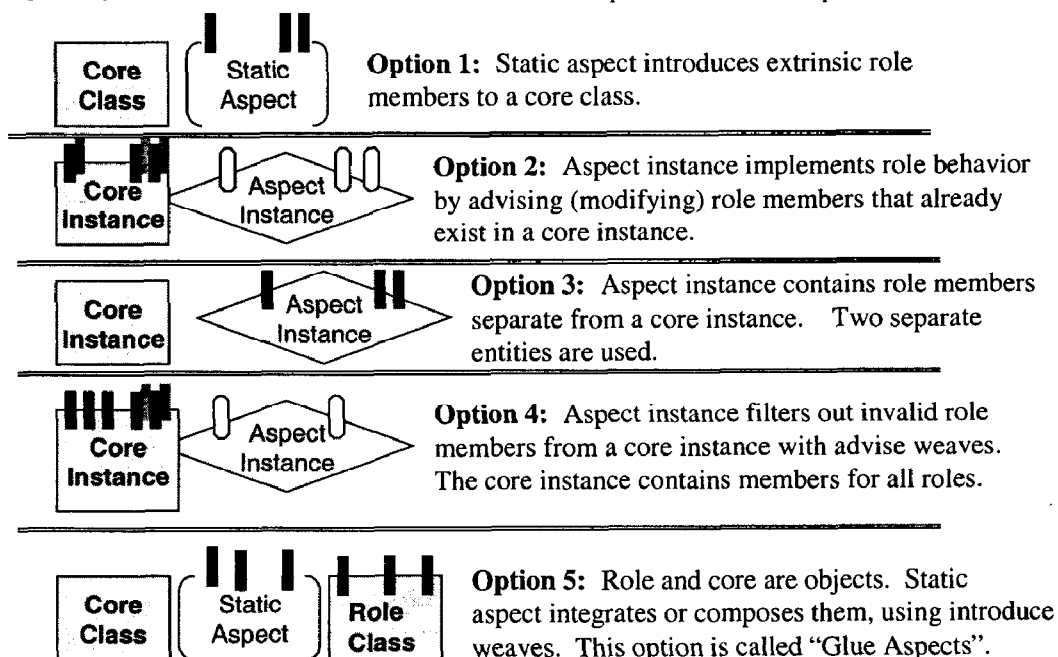 Core
Class
Static
Aspect
Option 1: Static aspect introduces extrinsic role
members to a core class.
Core
Instance
Aspect
Instance
Option 2: Aspect instance implements role behavior
by advising (modifying) role members that already
exist in a core instance.
Core
Instance
Aspect
Instance
Option 3: Aspect instance contains role members
separate from a core instance. Two separate
entities are used.
Core
Instance
Aspect
Instance
Option 4: Aspect instance filters out invalid role
members from a core instance with advise weaves.
The core instance contains members for all roles.
Core
Class
Static
Aspect
Role
Class
Option 5: Role and core are objects. Static
aspect integrates or composes them, using introduce
weaves. This option is called “Glue Aspects”.